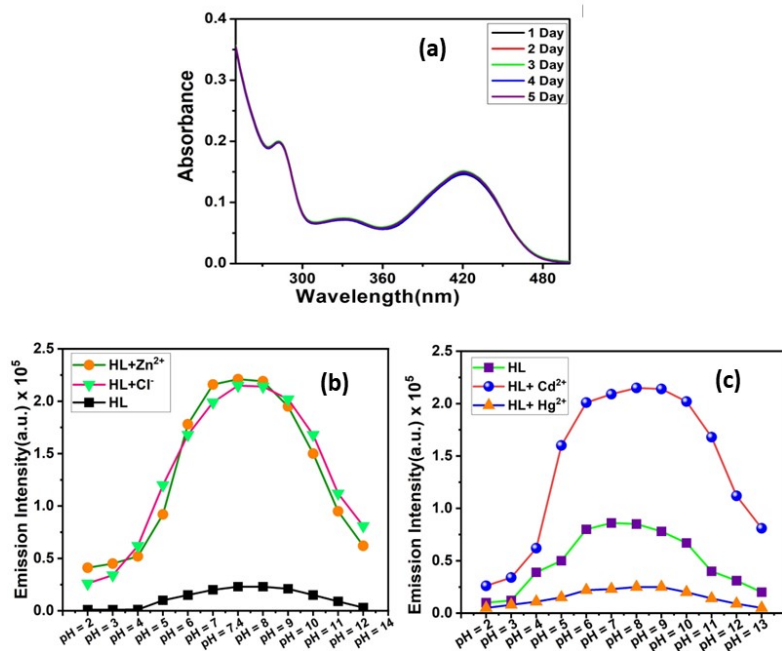 (a)
1 Day
2 Day
3 Day
4 Day
5 Day
0.4
0.3
0.2
0.1
0.0
Absorbance
300
360
420
480
Wavelength(nm)
(b)
HL+Zn²⁺
HL+Cl⁻
HL
2.5
2.0
1.5
1.0
0.5
0.0
Emission Intensity(a.u.) x 10⁵
pH = 2
pH = 3
pH = 4
pH = 5
pH = 6
pH = 7
pH = 7.4
pH = 8
pH = 9
pH = 10
pH = 11
pH = 12
pH = 14
(c)
HL
HL+ Cd²⁺
HL+ Hg²⁺
2.5
2.0
1.5
1.0
0.5
0.0
Emission Intensity(a.u.) x 10⁵
pH = 2
pH = 3
pH = 4
pH = 5
pH = 6
pH = 7
pH = 8
pH = 9
pH = 10
pH = 11
pH = 12
pH = 13